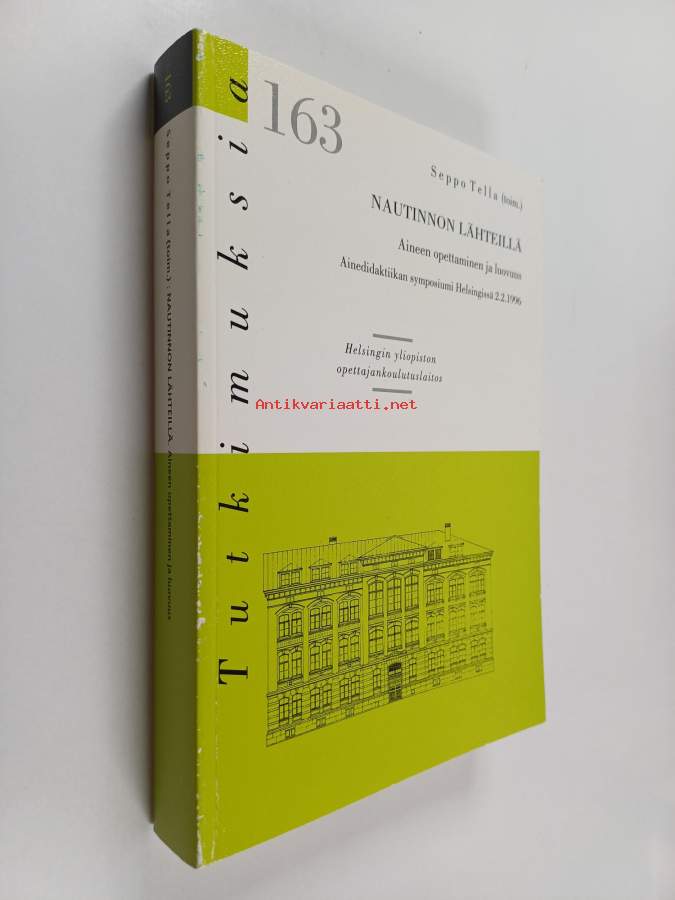 163
Seppo Tella (toim.) : NAUTINNON LÄHTEILLÄ. Aineen opettaminen ja luovuus
Tutkimuksia
163
Seppo Tella (toim.)
NAUTINNON LÄHTEILLÄ
Aineen opettaminen ja luovuus
Ainedidaktiikan symposiumi Helsingissä 2.2.1996
Helsingin yliopiston
opettajankoulutuslaitos
Antikvariaatti.net